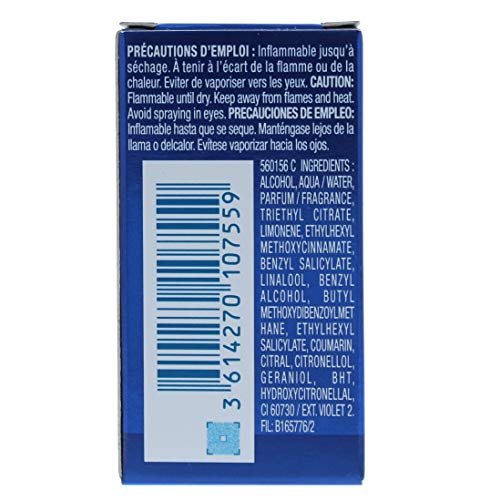 PRÉCAUTIONS D'EMPLOI : Inflammable jusqu'à
séchage. À tenir à l'écart de la flamme ou de la
chaleur. Eviter de vaporiser vers les yeux. CAUTION:
Flammable until dry. Keep away from flames and heat.
Avoid spraying in eyes. PRECAUCIONES DE EMPLEO:
Inflamable hasta que se seque. Manténgase lejos de la
llama o delcalor. Evítese vaporizar hacia los ojos.
560156 C INGREDIENTS :
ALCOHOL, AQUA / WATER,
PARFUM / FRAGRANCE,
TRIETHYL CITRATE,
LIMONENE, ETHYLHEXYL
METHOXYCINNAMATE,
BENZYL SALICYLATE,
LINALOOL, BENZYL
ALCOHOL, BUTYL
METHOXYDIBENZOYLMET
HANE, ETHYLHEXYL
SALICYLATE, COUMARIN,
CITRAL, CITRONELLOL,
GERANIOL, BHT,
HYDROXYCITRONELLAL,
CI 60730 / EXT. VIOLET 2.
FIL: B165776/2
3 614270 107559